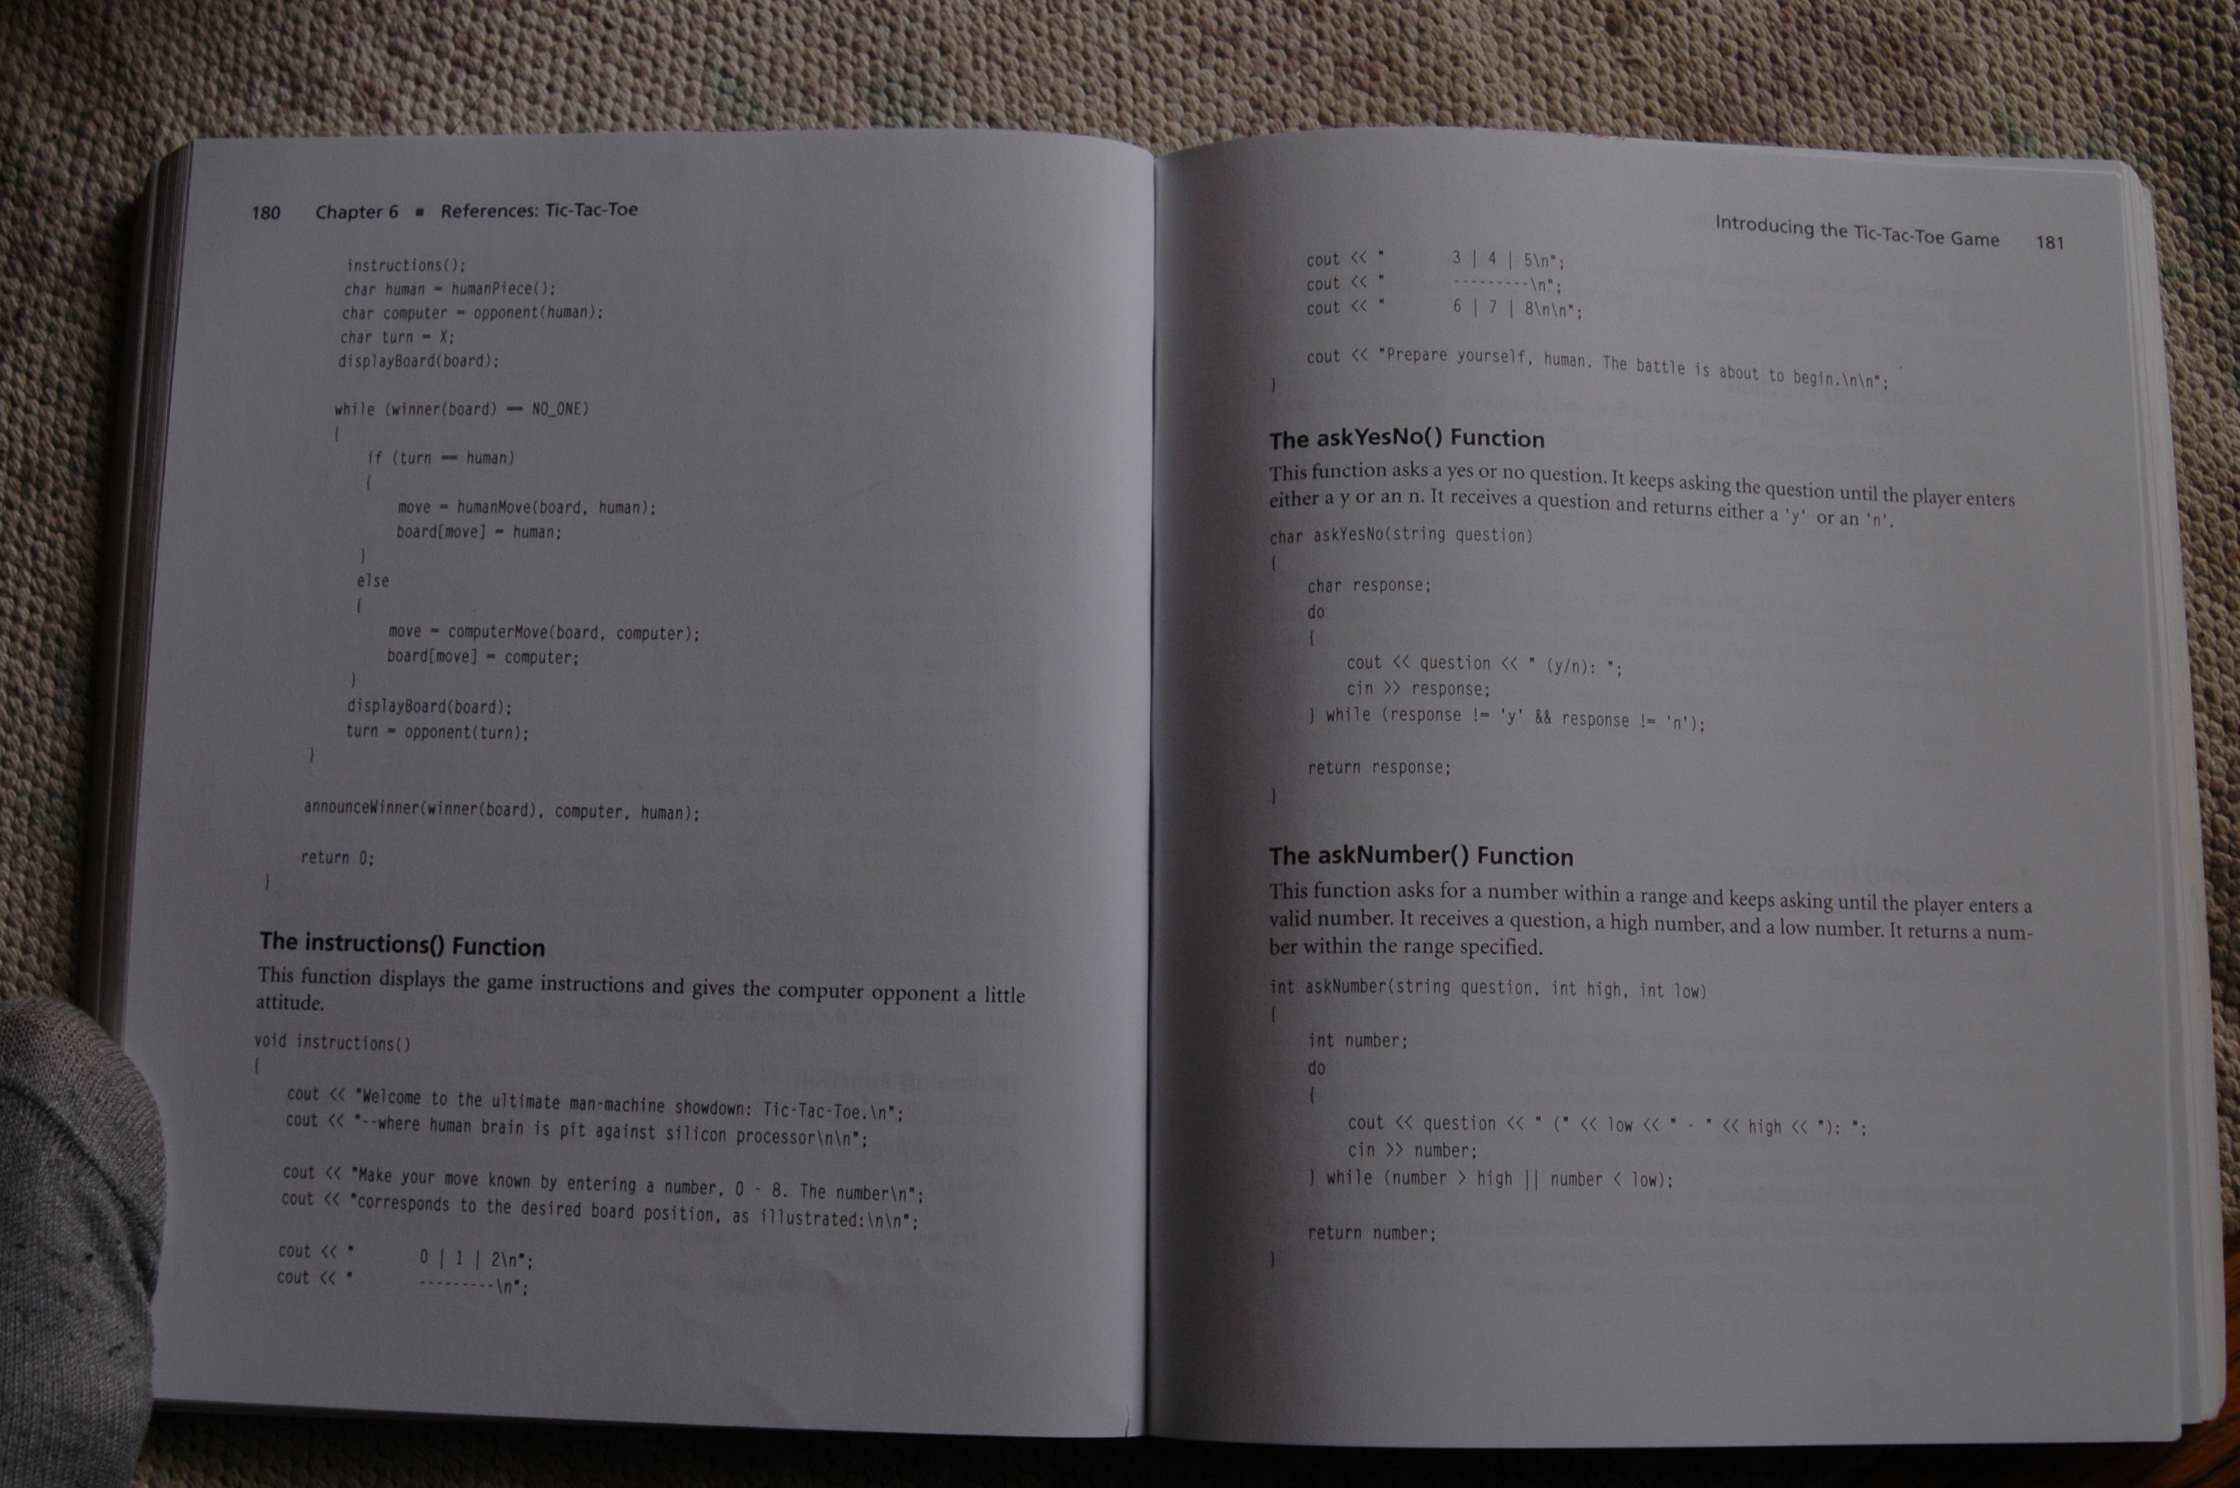 180 Chapter 6 ■ References: Tic-Tac-Toe
instructions();
char human = humanPiece();
char computer = opponent(human);
char turn = X;
displayBoard(board);
while (winner(board) == NO_ONE)
{
if (turn == human)
{
move = humanMove(board, human);
board[move] = human;
}
else
{
move = computerMove(board, computer);
board[move] = computer;
}
displayBoard(board);
turn = opponent(turn);
}
announceWinner(winner(board), computer, human);
return 0;
}
The instructions() Function
This function displays the game instructions and gives the computer opponent a little
attitude.
void instructions()
{
cout << "Welcome to the ultimate man-machine showdown: Tic-Tac-Toe.\n";
cout << "--where human brain is pit against silicon processor\n\n";
cout << "Make your move known by entering a number, 0 - 8. The number\n";
cout << "corresponds to the desired board position, as illustrated:\n\n";
cout << "       0 | 1 | 2\n";
cout << "       ---------\n";
Introducing the Tic-Tac-Toe Game 181
cout << "       3 | 4 | 5\n";
cout << "       ---------\n";
cout << "       6 | 7 | 8\n\n";
cout << "Prepare yourself, human. The battle is about to begin.\n\n";
}
The askYesNo() Function
This function asks a yes or no question. It keeps asking the question until the player enters
either a y or an n. It receives a question and returns either a 'y' or an 'n'.
char askYesNo(string question)
{
char response;
do
{
cout << question << " (y/n): ";
cin >> response;
} while (response != 'y' && response != 'n');
return response;
}
The askNumber() Function
This function asks for a number within a range and keeps asking until the player enters a
valid number. It receives a question, a high number, and a low number. It returns a num-
ber within the range specified.
int askNumber(string question, int high, int low)
{
int number;
do
{
cout << question << " (" << low << " - " << high << "): ";
cin >> number;
} while (number > high || number < low);
return number;
}